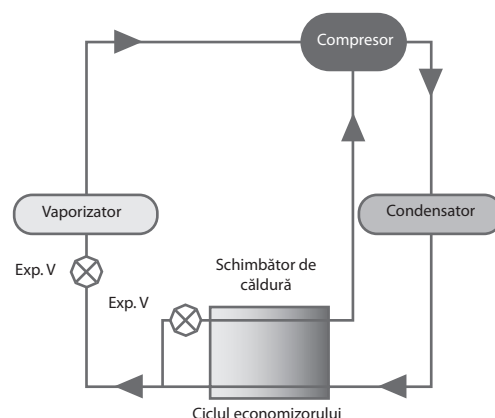 Compresor
Vaporizator
Condensator
Exp. V
Schimbător de
căldură
Exp. V
Ciclul economizorului